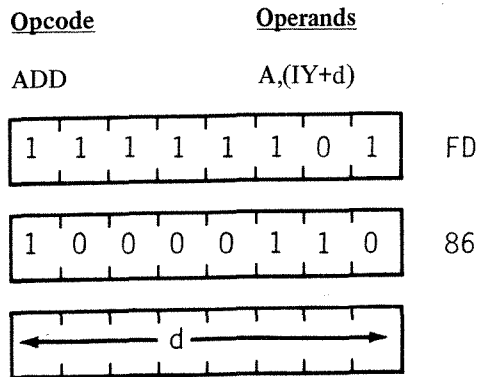 Opcode Operands
ADD A,(IY+d)
1 1 1 1 1 1 0 1 FD
1 0 0 0 0 1 1 0 86
d